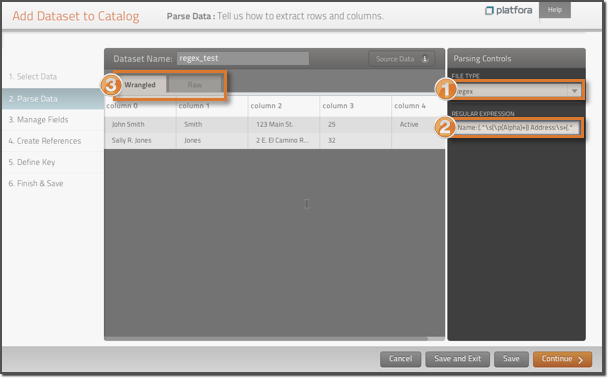 Add Dataset to Catalog
Parse Data : Tell us how to extract rows and columns.
platfora
Help
Dataset Name: regex_test
Source Data
Parsing Controls
1. Select Data
2. Parse Data
3. Manage Fields
4. Create References
5. Define Key
6. Finish & Save
3
Wrangled
Raw
column 0 column 1 column 2 column 3 column 4
John Smith Smith 123 Main St. 25 Active
Sally R. Jones Jones 2 E. El Camino R... 32
FILE TYPE
1
Regex
REGULAR EXPRESSION
2
Name:(.*\s(\p{Alpha}+)) Address:\s+(.*
Cancel
Save and Exit
Save
Continue